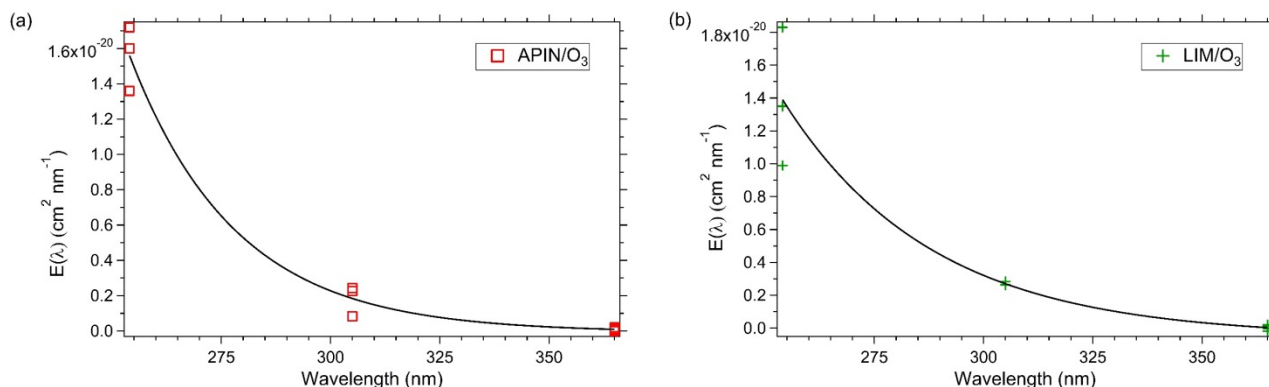 (a)
1.6x10⁻²⁰
1.4
1.2
1.0
0.8
0.6
0.4
0.2
0.0
E(λ) (cm² nm⁻¹)
APIN/O₃
275
300
325
350
Wavelength (nm)
(b)
1.8x10⁻²⁰
1.6
1.4
1.2
1.0
0.8
0.6
0.4
0.2
0.0
E(λ) (cm² nm⁻¹)
LIM/O₃
275
300
325
350
Wavelength (nm)